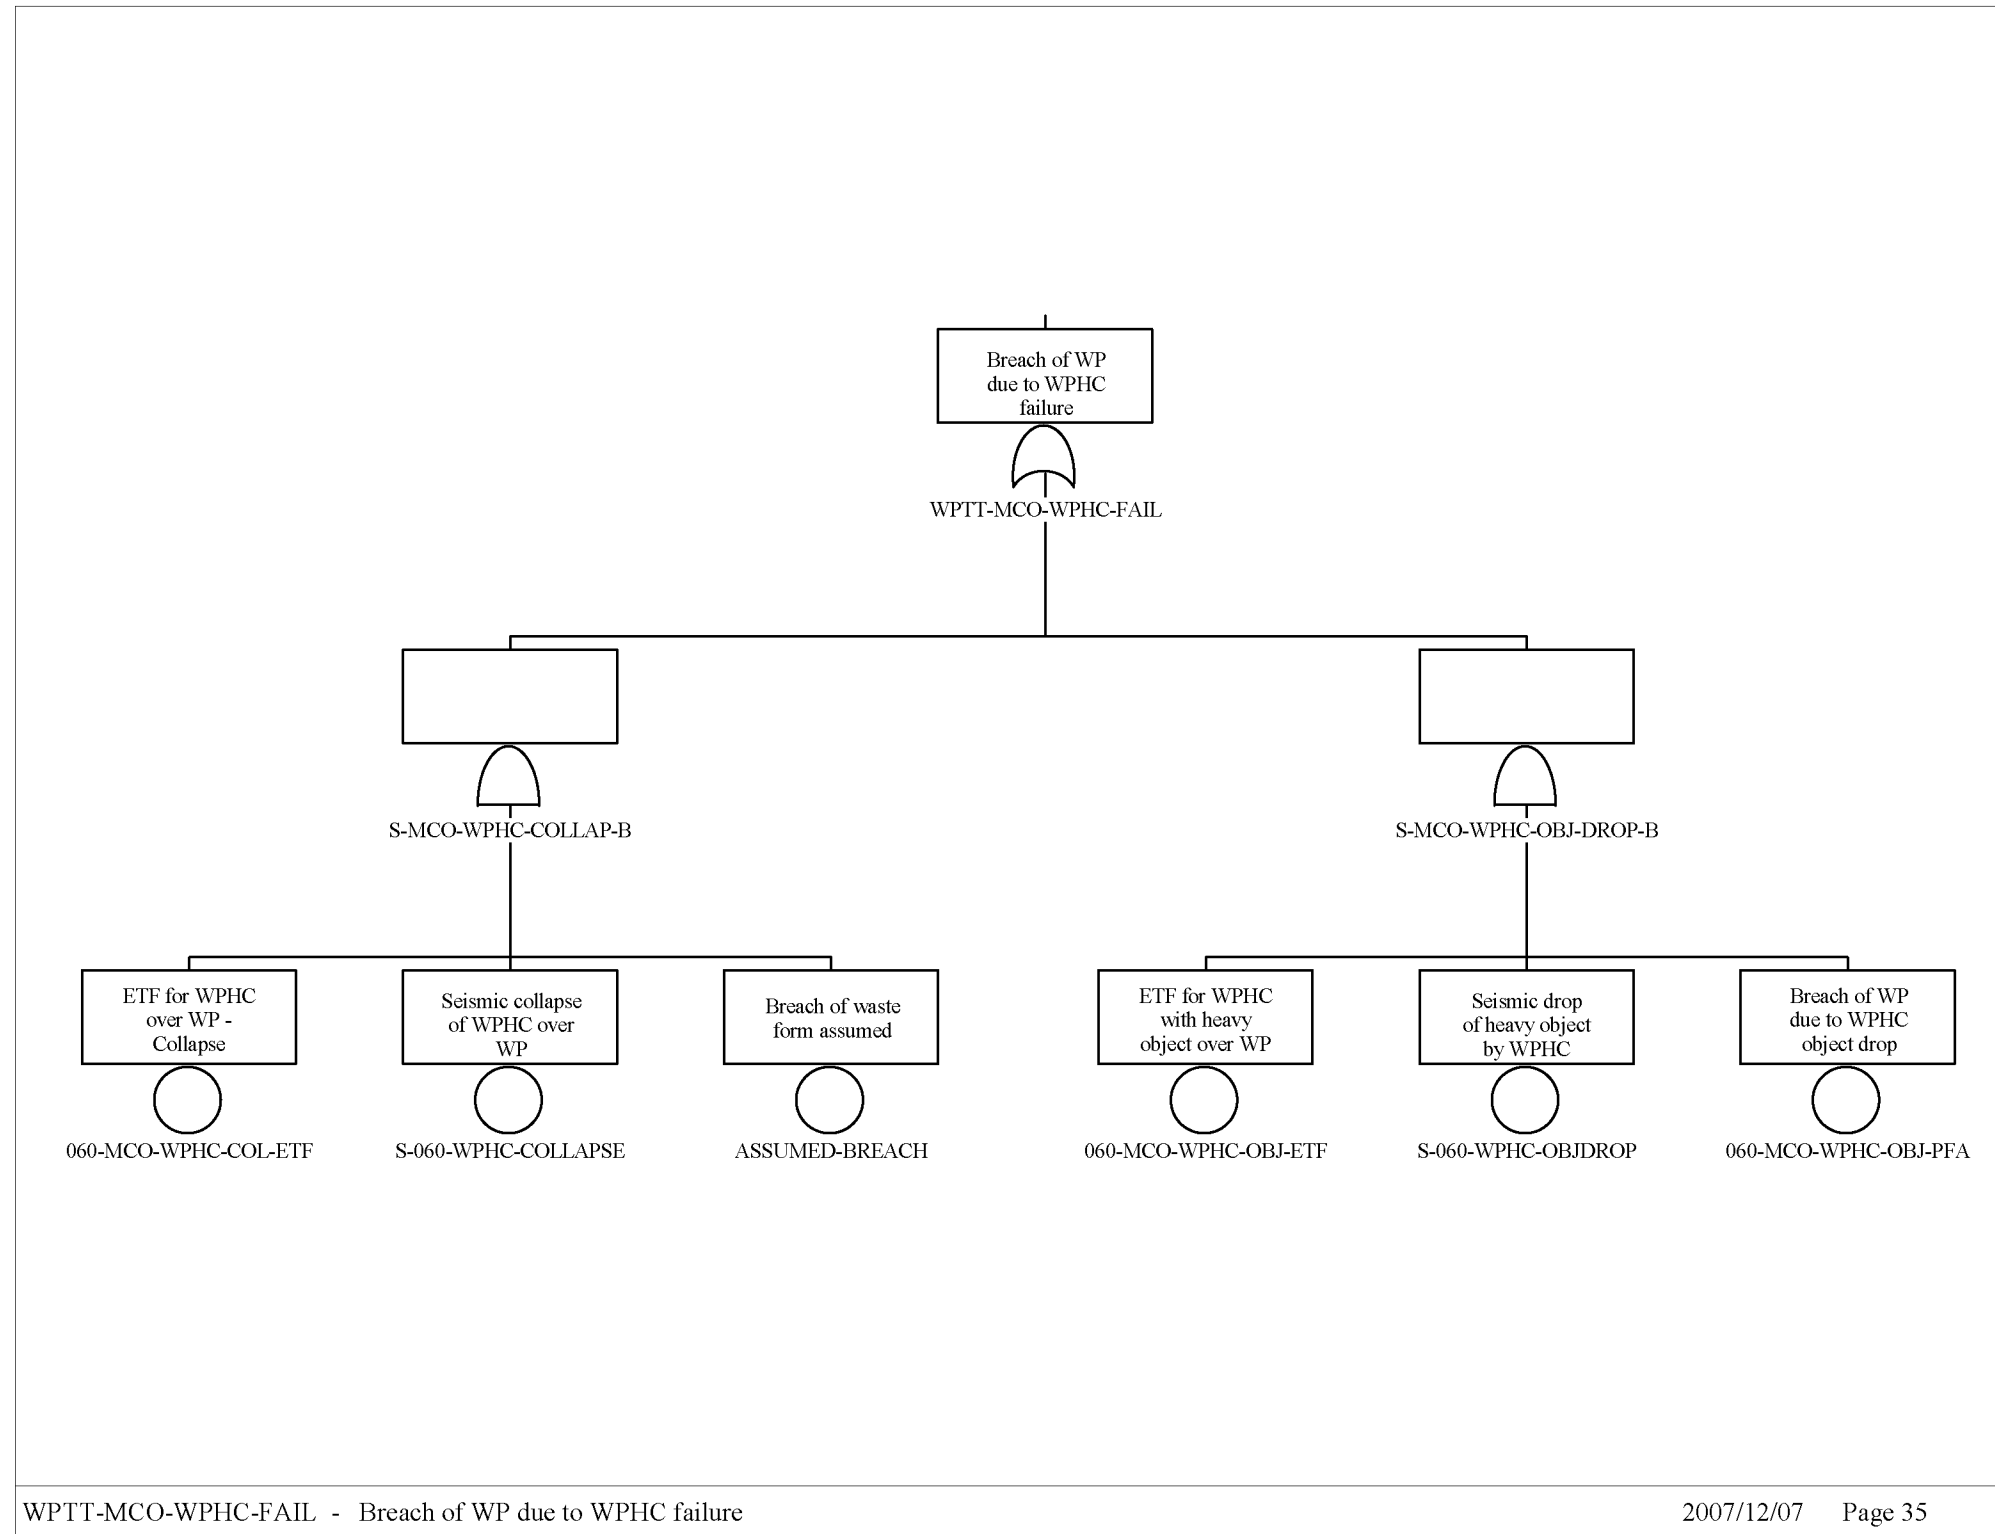 Breach of WP
due to WPHC
failure
WPTT-MCO-WPHC-FAIL
S-MCO-WPHC-COLLAP-B
S-MCO-WPHC-OBJ-DROP-B
ETF for WPHC
over WP -
Collapse
060-MCO-WPHC-COL-ETF
Seismic collapse
of WPHC over
WP
S-060-WPHC-COLLAPSE
Breach of waste
form assumed
ASSUMED-BREACH
ETF for WPHC
with heavy
object over WP
060-MCO-WPHC-OBJ-ETF
Seismic drop
of heavy object
by WPHC
S-060-WPHC-OBJDROP
Breach of WP
due to WPHC
object drop
060-MCO-WPHC-OBJ-PFA
WPTT-MCO-WPHC-FAIL - Breach of WP due to WPHC failure
2007/12/07 Page 35